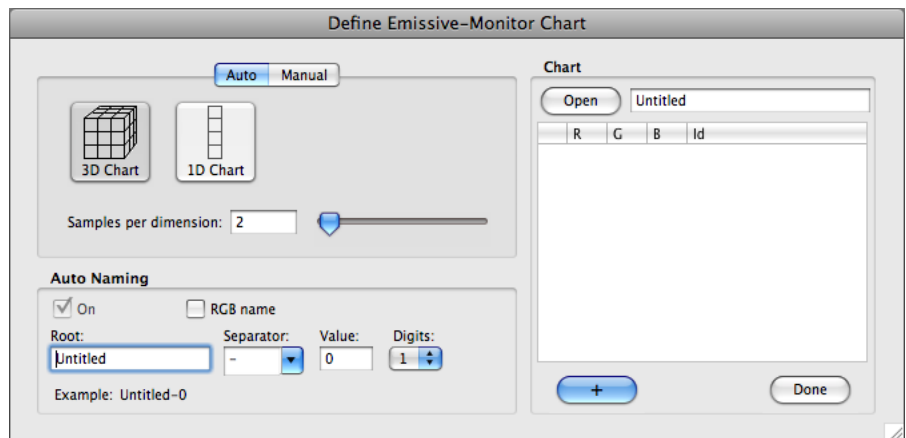 Define Emissive-Monitor Chart
Auto Manual
3D Chart 1D Chart
Samples per dimension: 2
Auto Naming
On RGB name
Root: Separator: Value: Digits:
Untitled - 0 1
Example: Untitled-0
Chart
Open Untitled
R G B Id
+ Done